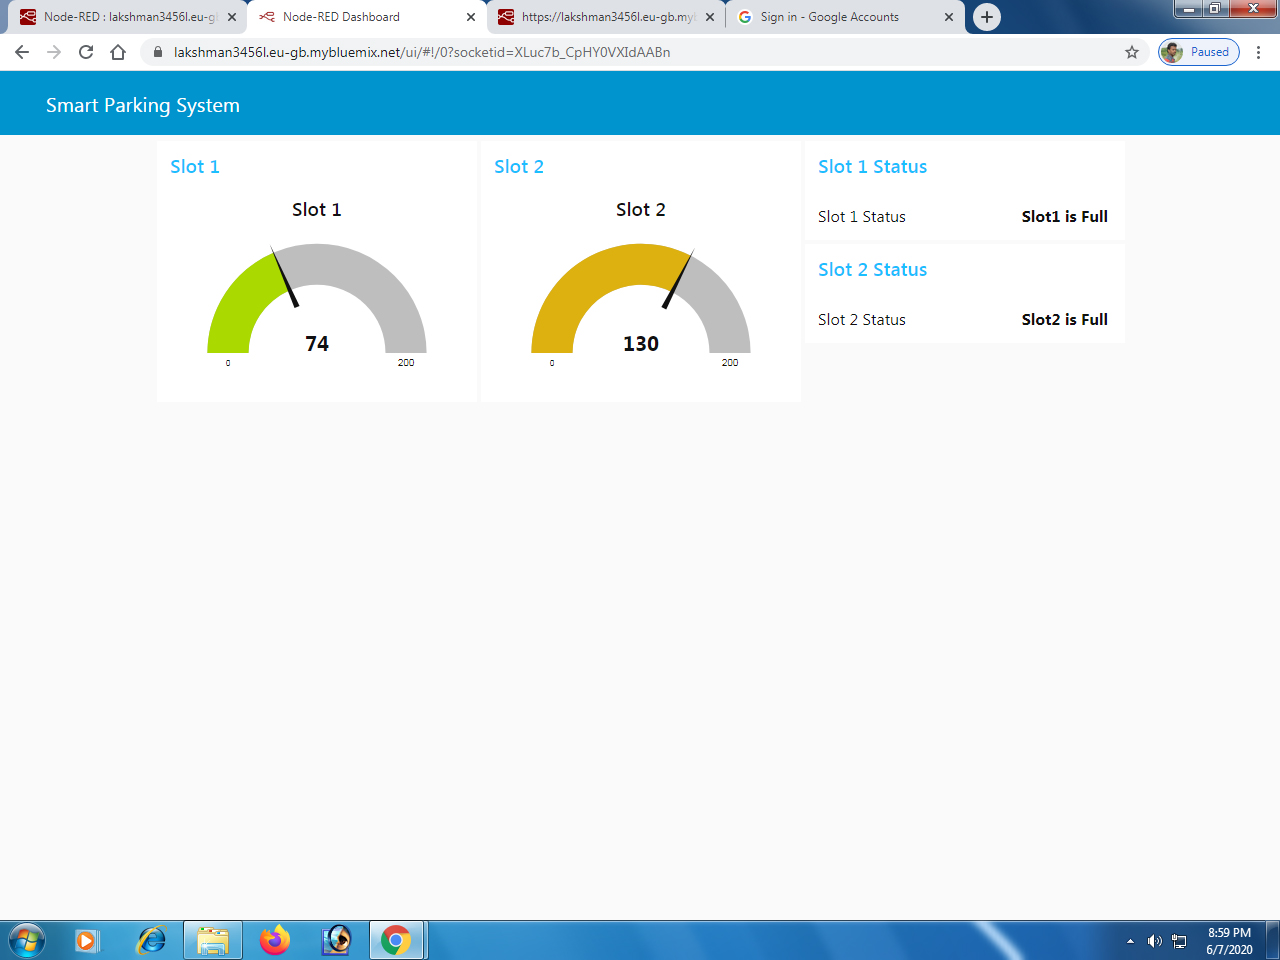 Node-RED : lakshman3456l.eu-gb
Node-RED Dashboard
https://lakshman3456l.eu-gb.myb
Sign in - Google Accounts
lakshman3456l.eu-gb.mybluemix.net/ui/#!/0?socketid=XLuc7b_CpHY0VXIdAABn
Paused
Smart Parking System
Slot 1
Slot 1
74
0
200
Slot 2
Slot 2
130
0
200
Slot 1 Status
Slot 1 Status Slot1 is Full
Slot 2 Status
Slot 2 Status Slot2 is Full
8:59 PM
6/7/2020